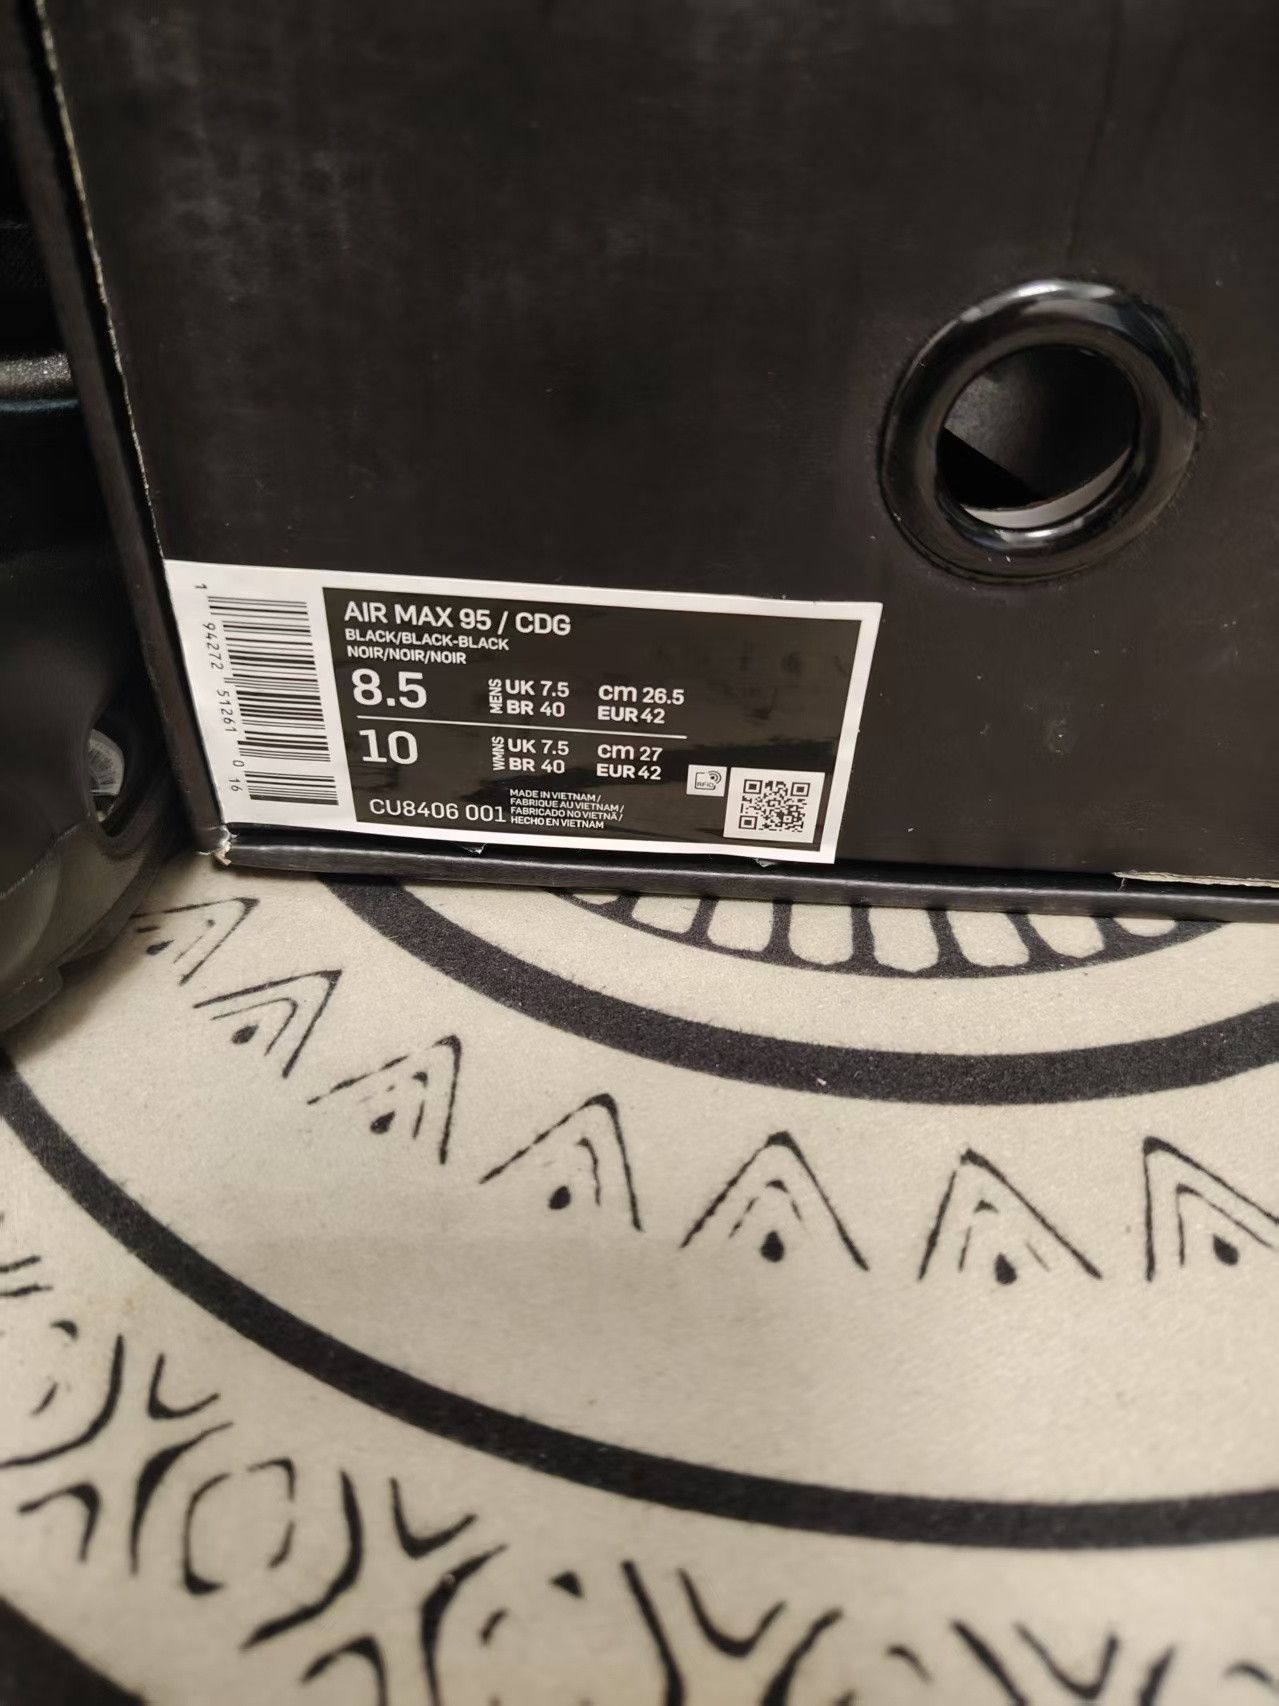 AIR MAX 95 / CDG
BLACK/BLACK-BLACK
NOIR/NOIR/NOIR
8.5 MENS UK 7.5 cm 26.5
BR 40 EUR 42
10 WMNS UK 7.5 cm 27
BR 40 EUR 42
RFID
CU8406 001
MADE IN VIETNAM /
FABRIQUE AU VIETNAM /
FABRICADO NO VIETNÃ /
HECHO EN VIETNAM
1 94272 51261 0 16